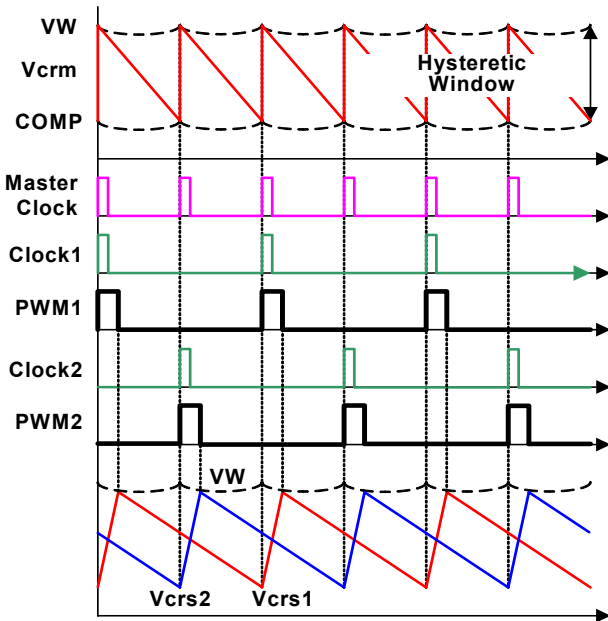 VW
Vcrm
Hysteretic
Window
COMP
Master
Clock
Clock1
PWM1
Clock2
PWM2
VW
Vcrs2
Vcrs1